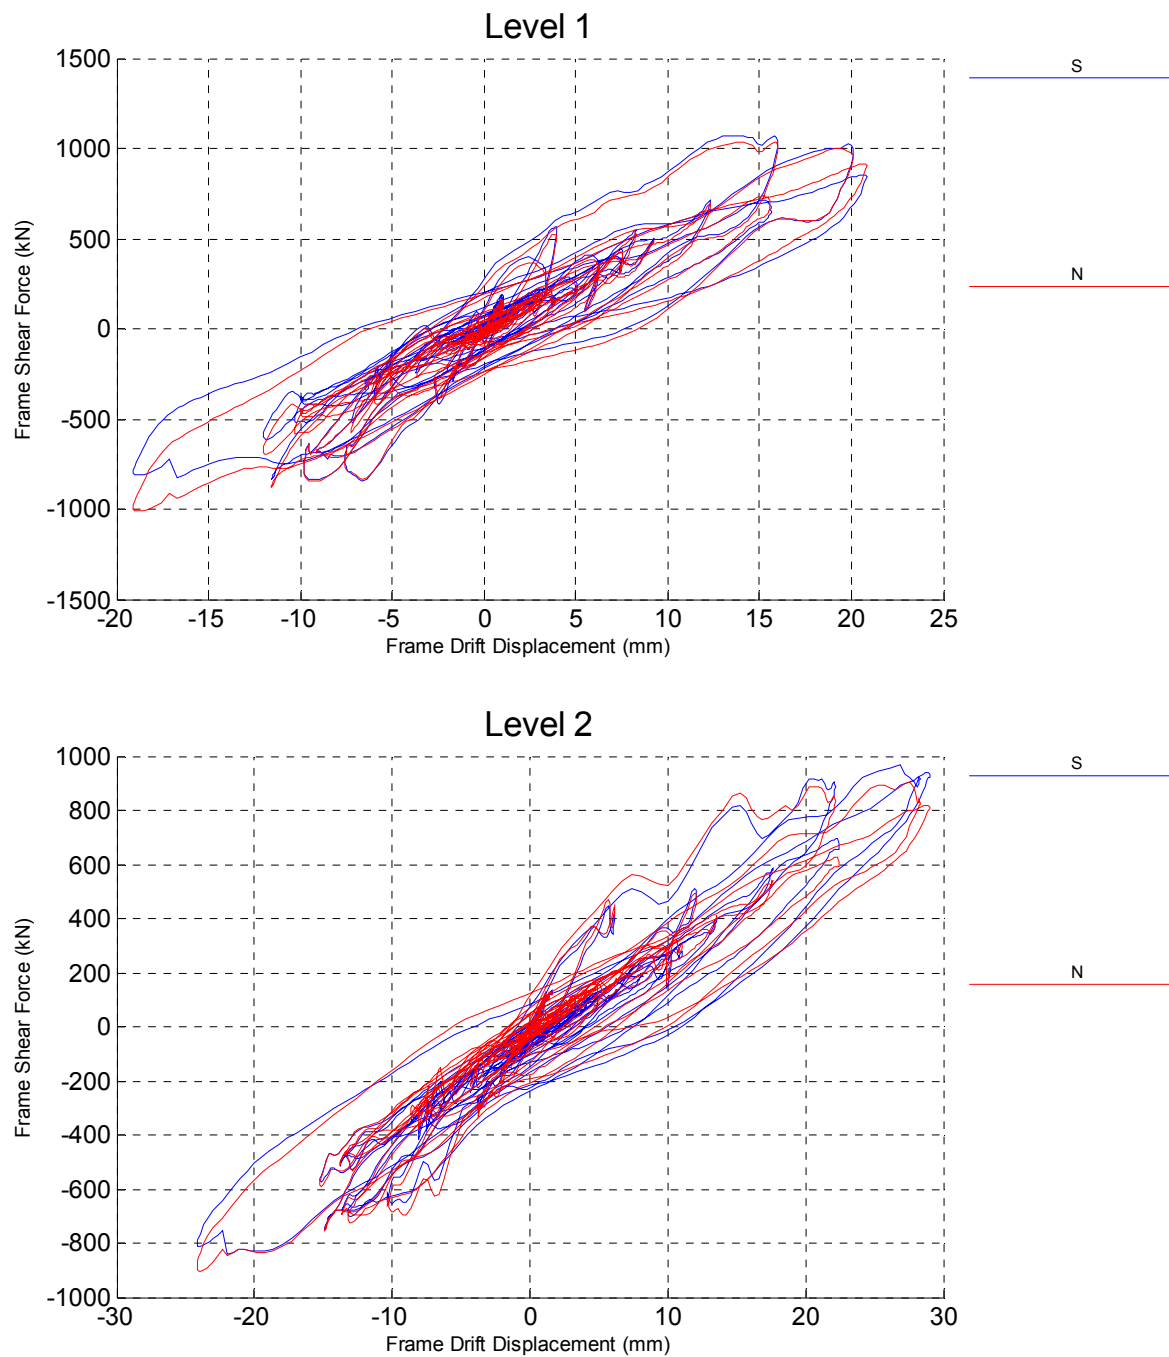 Level 1
1500
1000
500
0
-500
-1000
-1500
-20 -15 -10 -5 0 5 10 15 20 25
Frame Shear Force (kN)
Frame Drift Displacement (mm)
S
N
Level 2
1000
800
600
400
200
0
-200
-400
-600
-800
-1000
-30 -20 -10 0 10 20 30
Frame Shear Force (kN)
Frame Drift Displacement (mm)
S
N